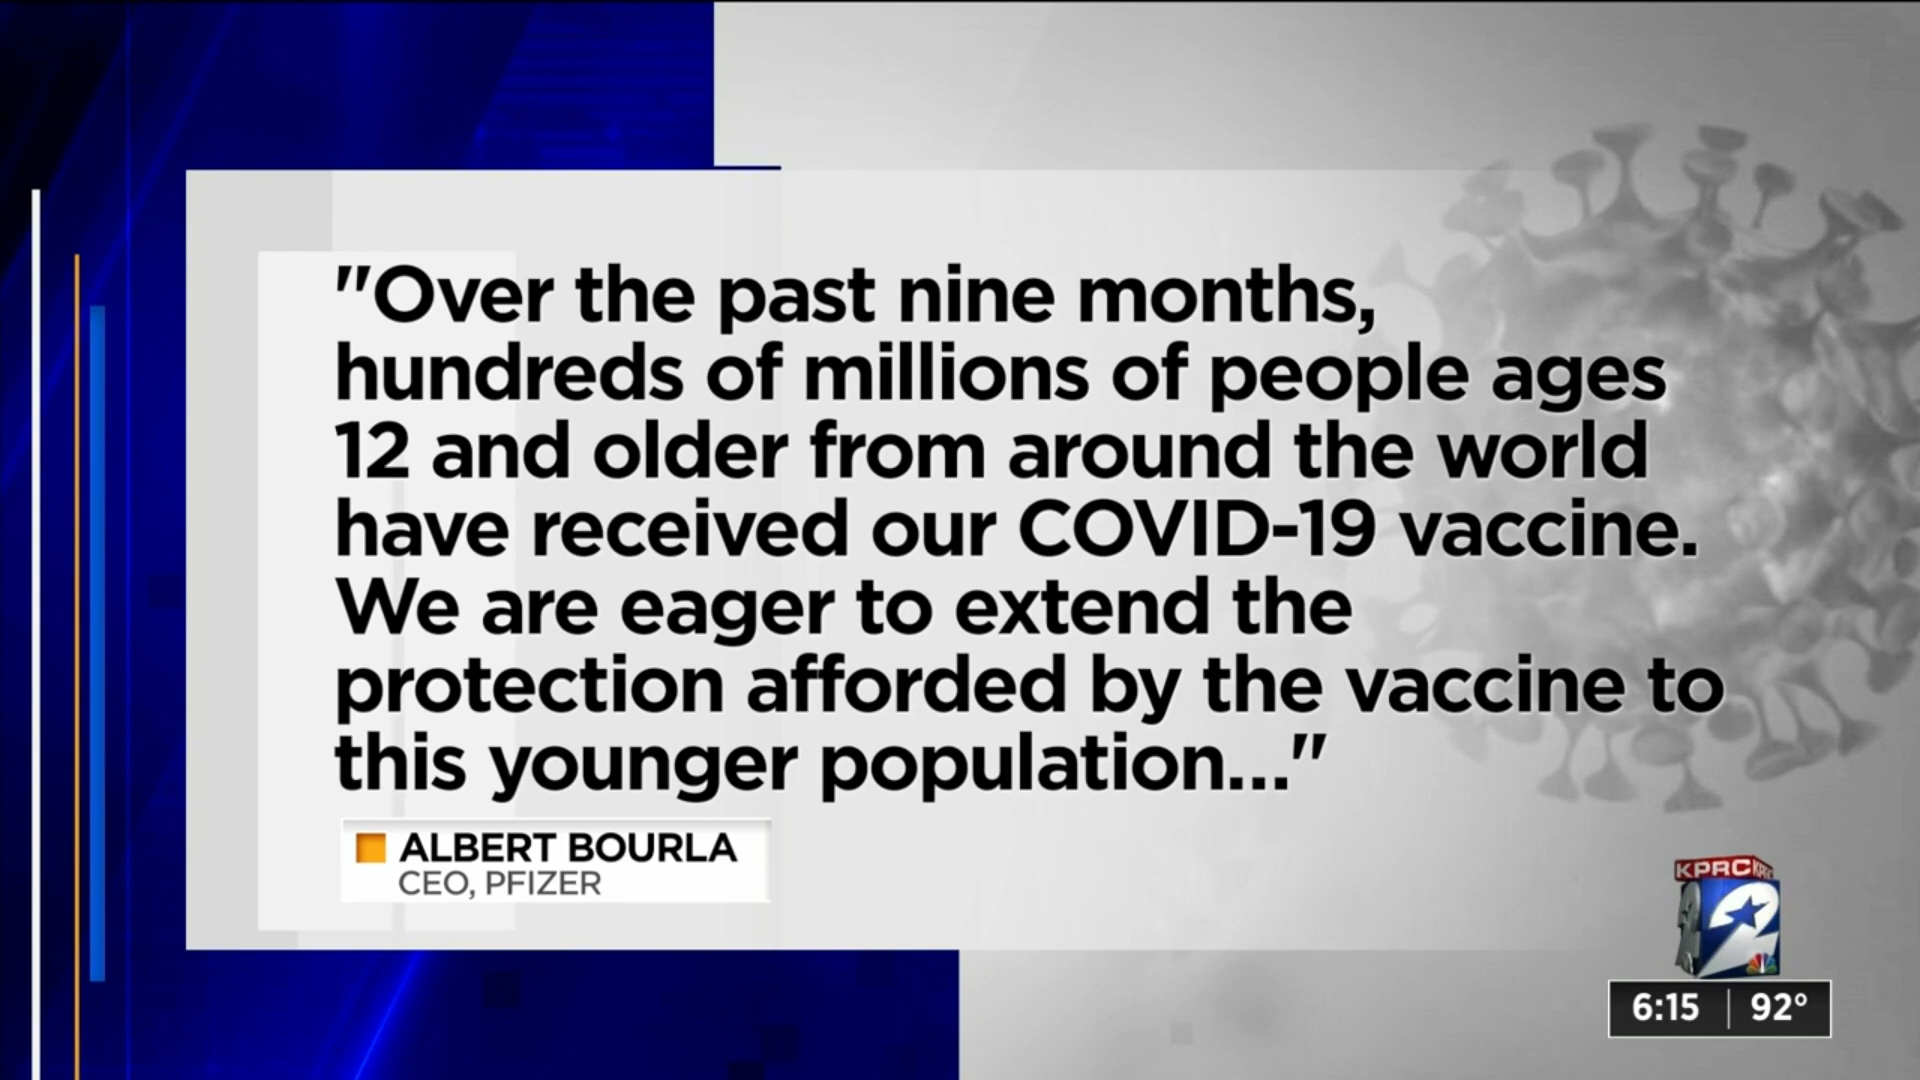 "Over the past nine months,
hundreds of millions of people ages
12 and older from around the world
have received our COVID-19 vaccine.
We are eager to extend the
protection afforded by the vaccine to
this younger population..."
ALBERT BOURLA
CEO, PFIZER
KPRC
2
6:15 | 92°